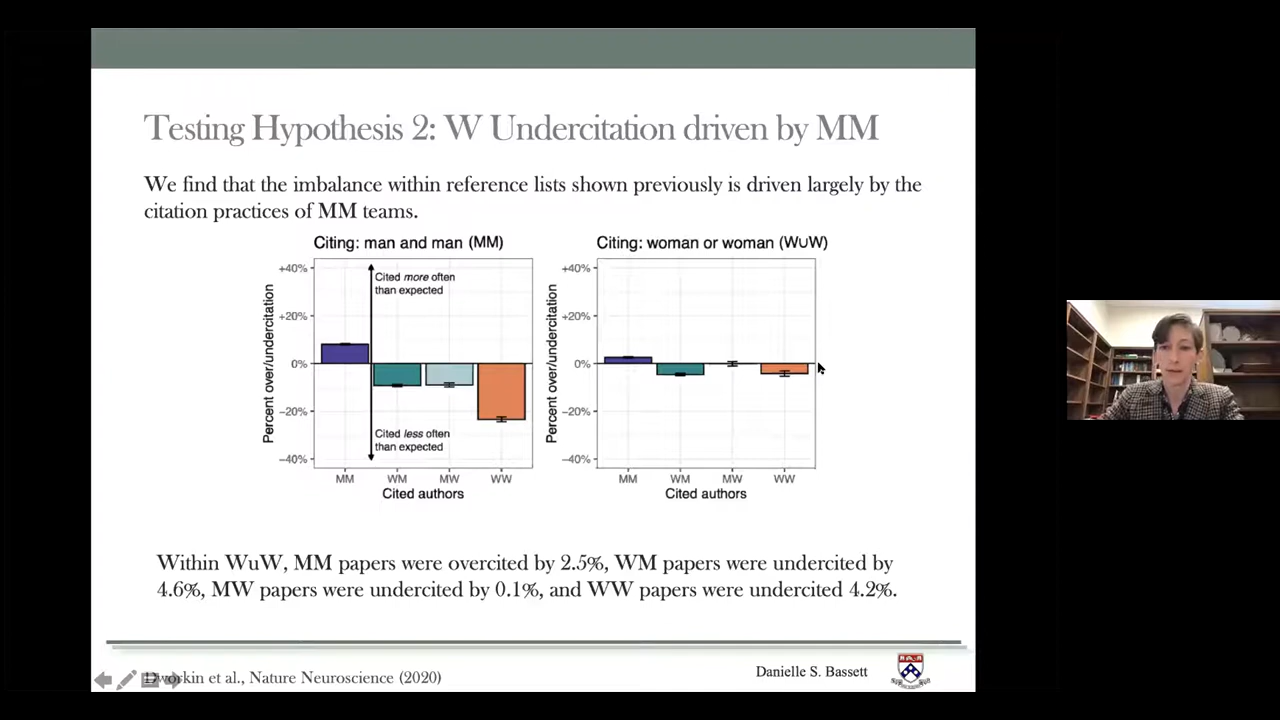 Testing Hypothesis 2: W Undercitation driven by MM
We find that the imbalance within reference lists shown previously is driven largely by the
citation practices of MM teams.
Citing: man and man (MM)
Percent over/undercitation
+40%
+20%
0%
−20%
−40%
Cited more often
than expected
Cited less often
than expected
MM WM MW WW
Cited authors
Citing: woman or woman (W∪W)
Percent over/undercitation
+40%
+20%
0%
−20%
−40%
MM WM MW WW
Cited authors
Within WuW, MM papers were overcited by 2.5%, WM papers were undercited by
4.6%, MW papers were undercited by 0.1%, and WW papers were undercited 4.2%.
Dworkin et al., Nature Neuroscience (2020)
Danielle S. Bassett